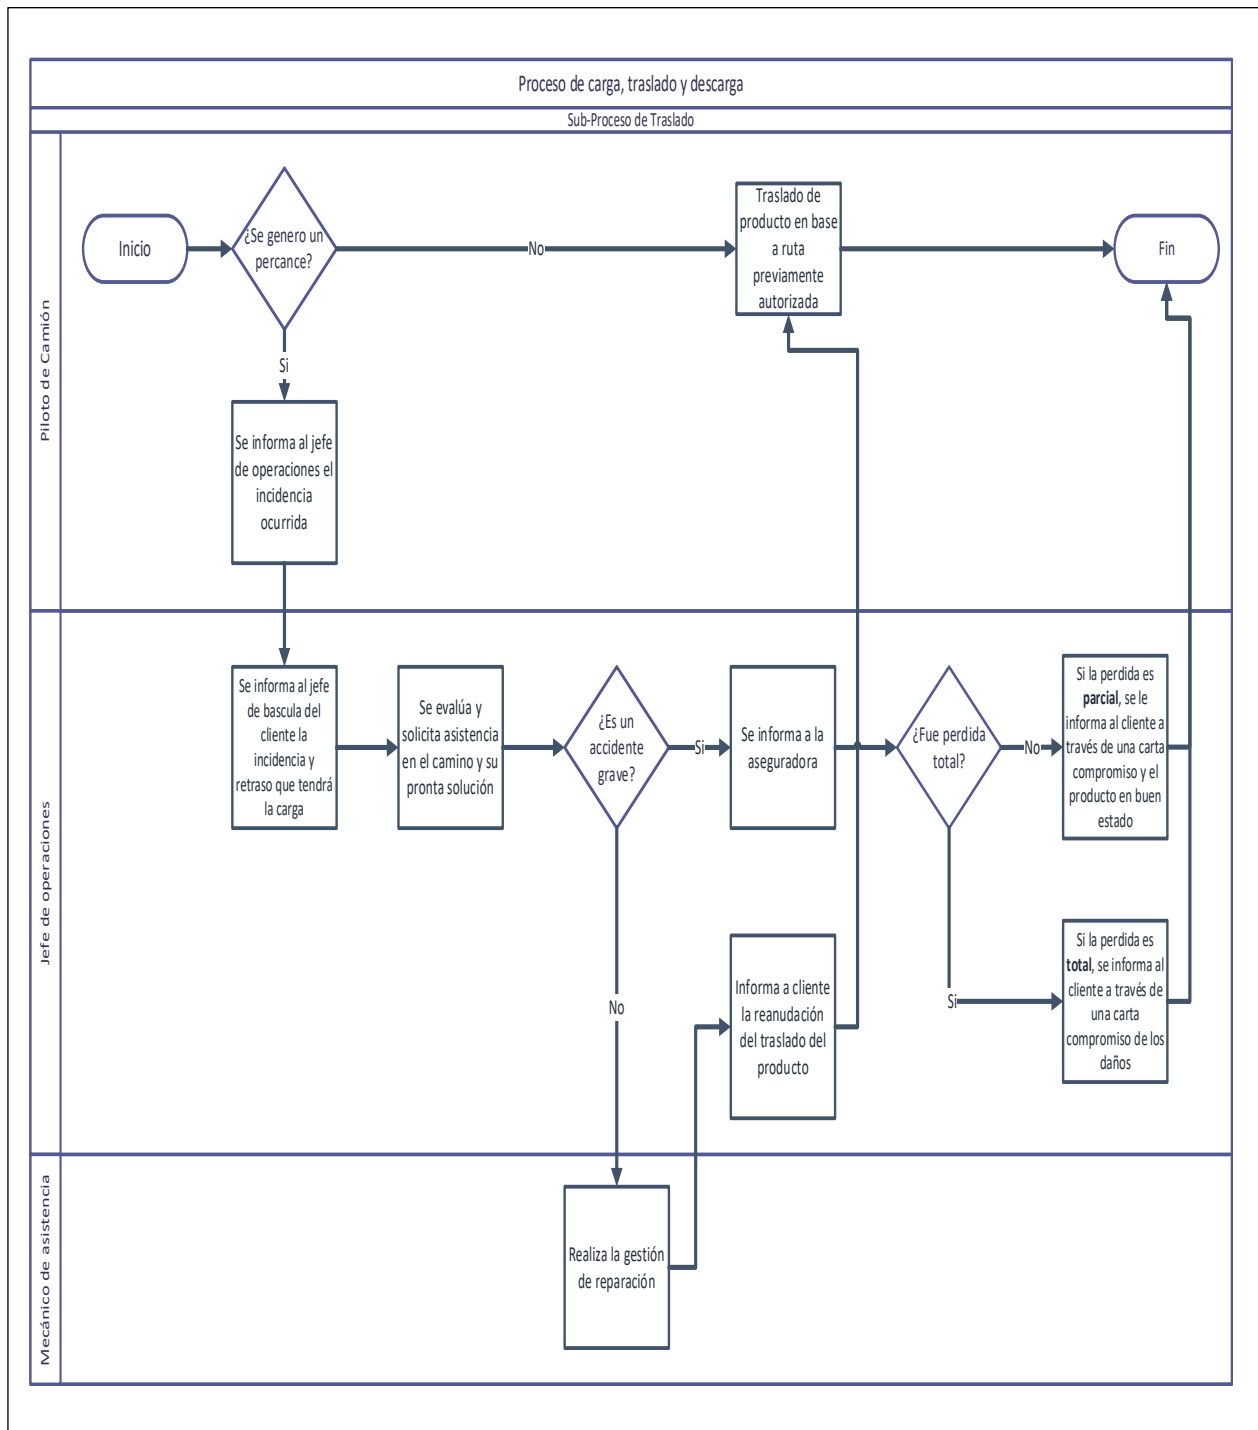 Proceso de carga, traslado y descarga
Sub-Proceso de Traslado
Piloto de Camión
Inicio
¿Se genero un
percance?
No
Traslado de
producto en base
a ruta
previamente
autorizada
Fin
Si
Se informa al jefe
de operaciones el
incidencia
ocurrida
Jefe de operaciones
Se informa al jefe
de bascula del
cliente la
incidencia y
retraso que tendrá
la carga
Se evalúa y
solicita asistencia
en el camino y su
pronta solución
¿Es un
accidente
grave?
Si
Se informa a la
aseguradora
¿Fue perdida
total?
No
Si la perdida es
parcial, se le
informa al cliente a
través de una carta
compromiso y el
producto en buen
estado
No
Informa a cliente
la reanudación
del traslado del
producto
Si
Si la perdida es
total, se informa al
cliente a través de
una carta
compromiso de los
daños
Mecánico de asistencia
Realiza la gestión
de reparación